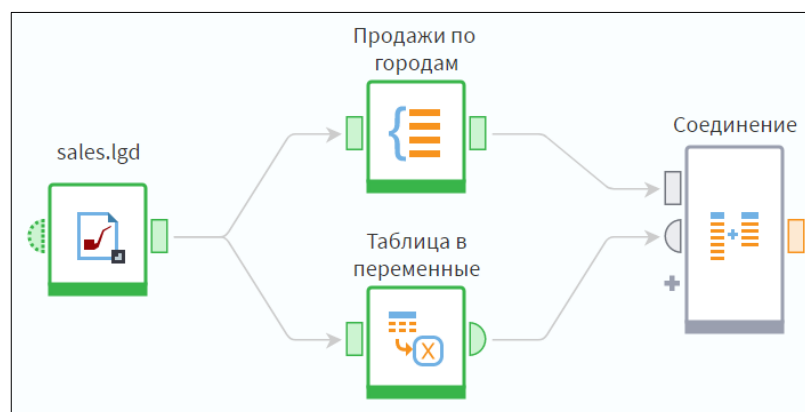 Продажи по
городам
Соединение
sales.lgd
Таблица в
переменные
X